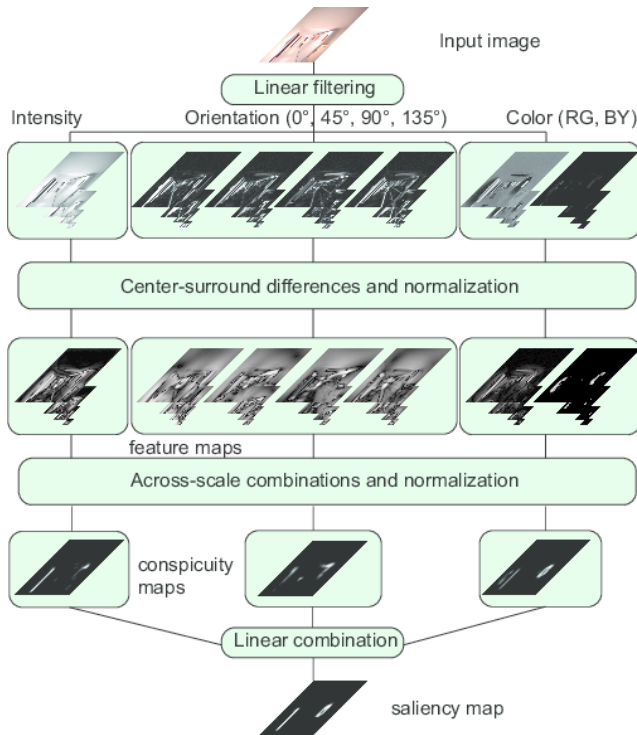 Input image
Linear filtering
Intensity
Orientation (0°, 45°, 90°, 135°)
Color (RG, BY)
Center-surround differences and normalization
feature maps
Across-scale combinations and normalization
conspicuity
maps
Linear combination
saliency map